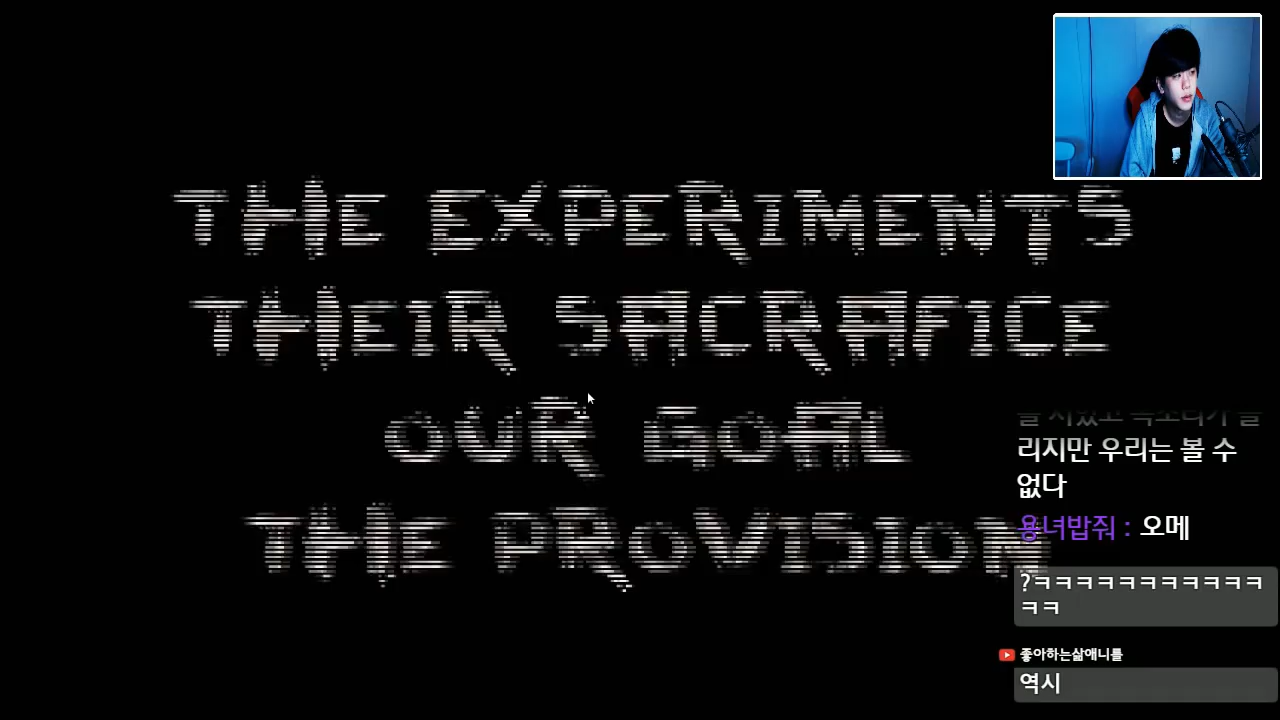 THE EXPERIMENTS
THEIR SACRAFICE
OUR GOAL
THE PROVISION
리지만 우리는 볼 수
없다
용녀밥줘 : 오메
?ㅋㅋㅋㅋㅋㅋㅋㅋㅋㅋㅋ
ㅋㅋ
좋아하는삶애니를
역시